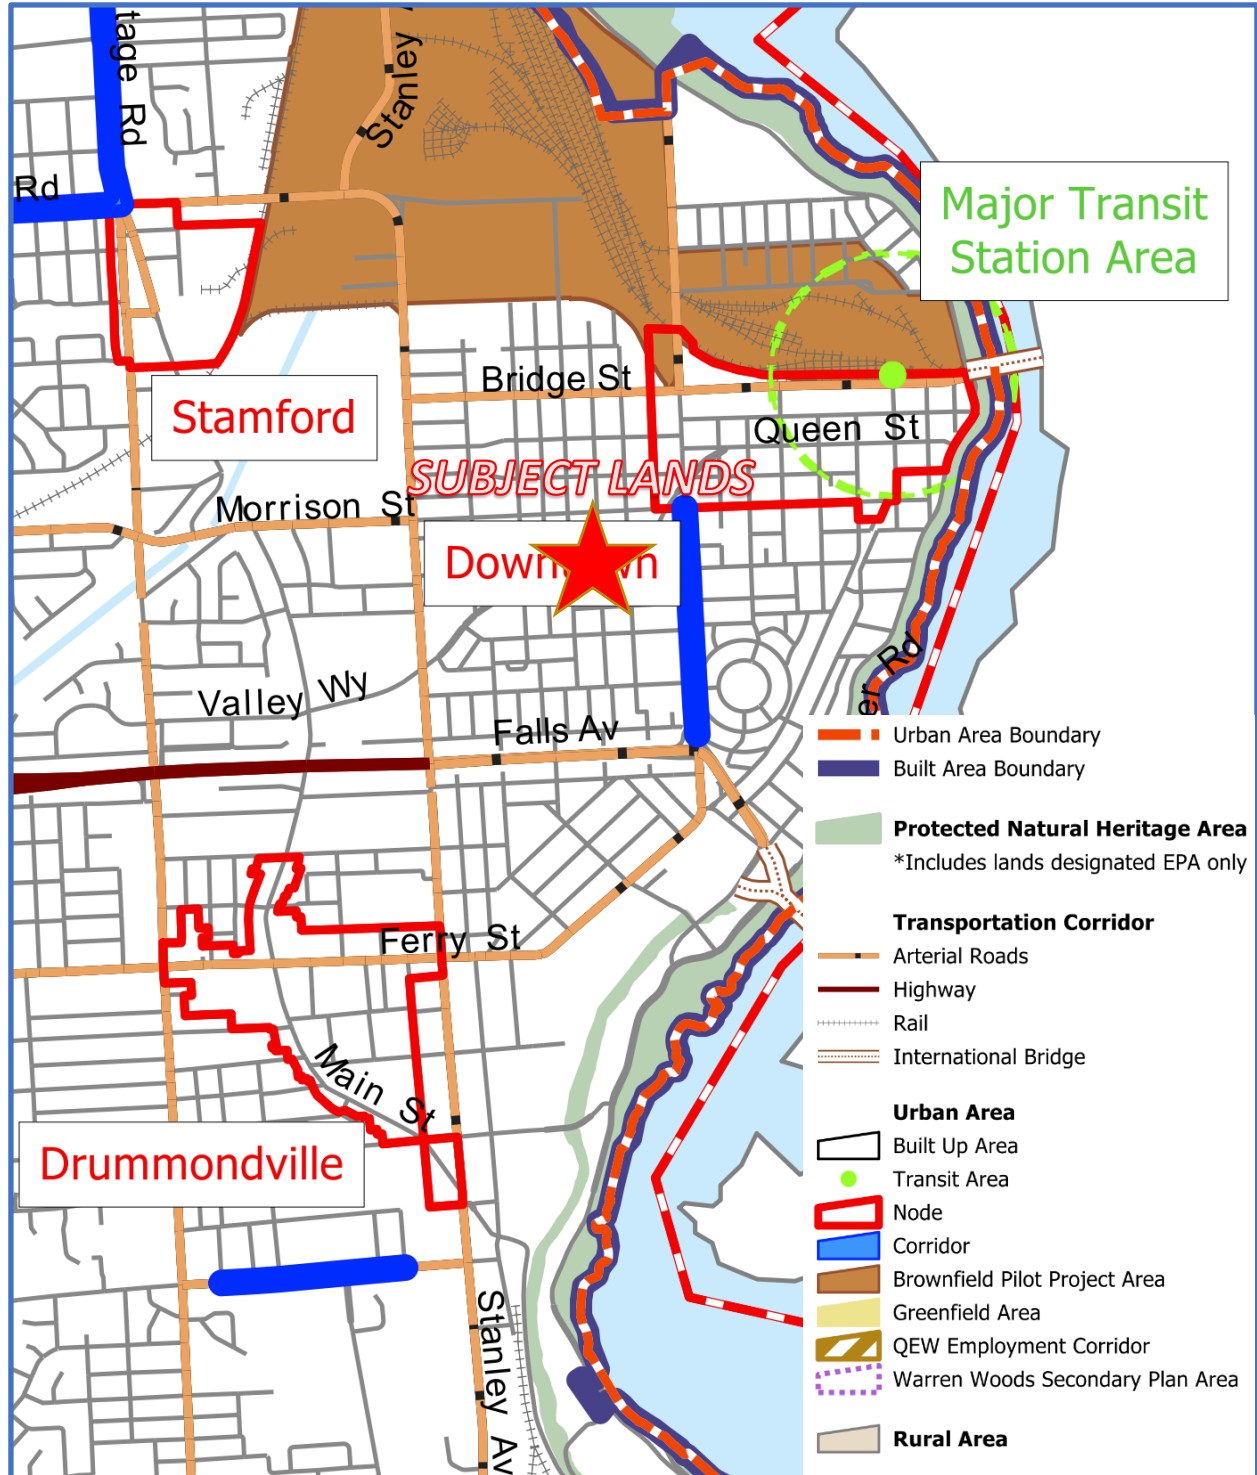 tage Rd
Stanley
Rd
Major Transit
Station Area
Bridge St
Stamford
Queen St
SUBJECT LANDS
Morrison St
Valley Wy
Falls Av
Rd
Urban Area Boundary
Built Area Boundary
Protected Natural Heritage Area
*Includes lands designated EPA only
Transportation Corridor
Ferry St
Arterial Roads
Highway
Rail
International Bridge
Main St
Urban Area
Built Up Area
Drummondville
Transit Area
Node
Corridor
Brownfield Pilot Project Area
Greenfield Area
Stanley Av
QEW Employment Corridor
Warren Woods Secondary Plan Area
Rural Area